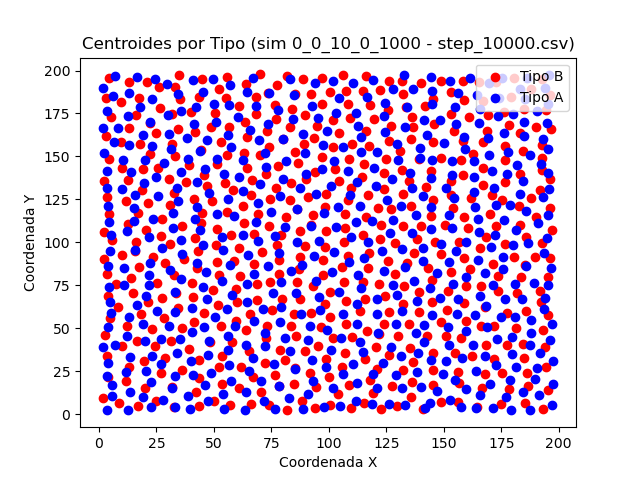 Centroides por Tipo (sim 0_0_10_0_1000 - step_10000.csv)
Tipo B
Tipo A
Coordenada Y
200
175
150
125
100
75
50
25
0
0 25 50 75 100 125 150 175 200
Coordenada X